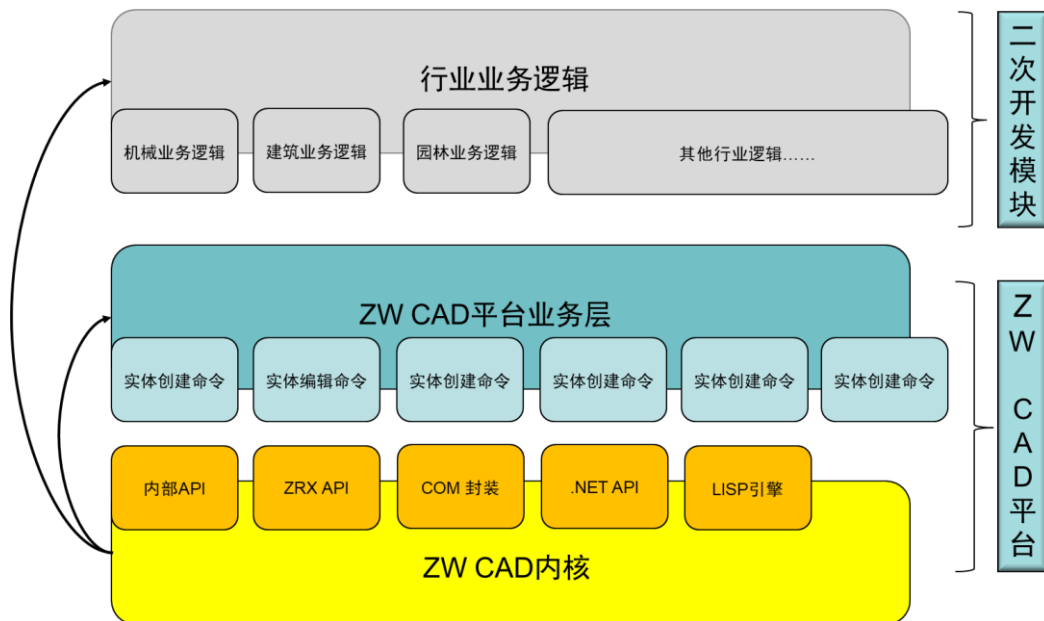 行业业务逻辑
机械业务逻辑
建筑业务逻辑
园林业务逻辑
其他行业逻辑……
二次开发模块
ZW CAD平台业务层
实体创建命令
实体编辑命令
实体创建命令
实体创建命令
实体创建命令
实体创建命令
内部API
ZRX API
COM 封装
.NET API
LISP引擎
ZW CAD内核
ZW CAD平台